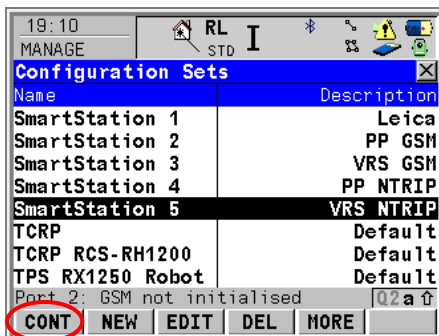 19:10
MANAGE
RL
STD I
Configuration Sets
Name Description
SmartStation 1 Leica
SmartStation 2 PP GSM
SmartStation 3 VRS GSM
SmartStation 4 PP NTRIP
SmartStation 5 VRS NTRIP
TCRP Default
TCRP RCS-RH1200 Default
TPS RX1250 Robot Default
Port 2: GSM not initialised Q2a⇧
CONT NEW EDIT DEL MORE